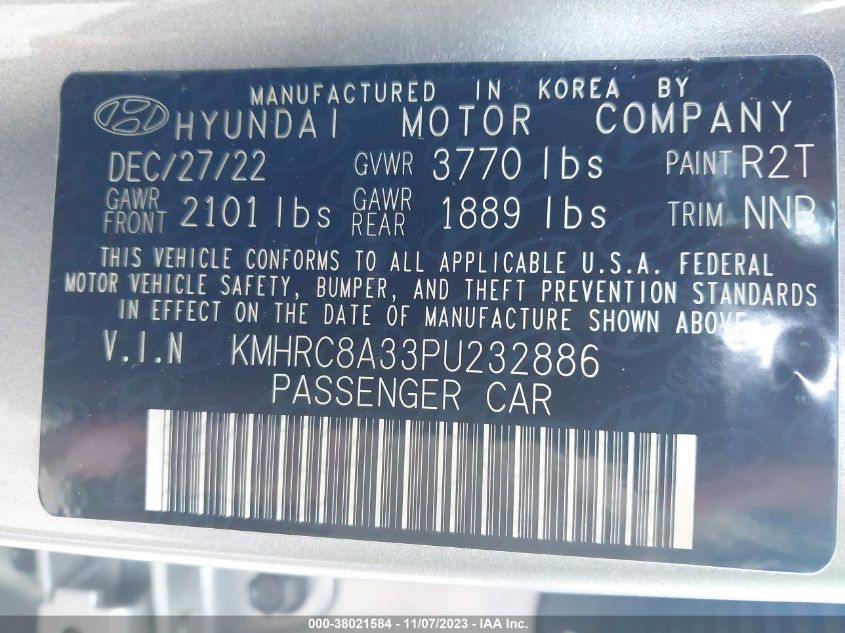 MANUFACTURED IN KOREA BY
HYUNDAI MOTOR COMPANY
DEC/27/22 GVWR 3770 lbs PAINT R2T
GAWR FRONT 2101 lbs GAWR REAR 1889 lbs TRIM NNB
THIS VEHICLE CONFORMS TO ALL APPLICABLE U.S.A. FEDERAL
MOTOR VEHICLE SAFETY, BUMPER, AND THEFT PREVENTION STANDARDS
IN EFFECT ON THE DATE OF MANUFACTURE SHOWN ABOVE.
V.I.N KMHRC8A33PU232886
PASSENGER CAR
000-38021584 - 11/07/2023 - IAA Inc.